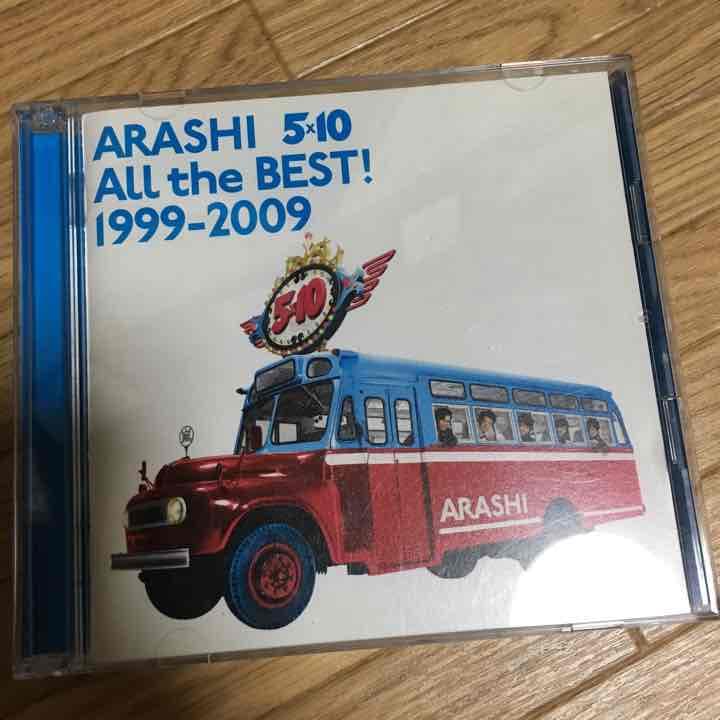 ARASHI 5×10
All the BEST!
1999-2009
5×10
ARASHI